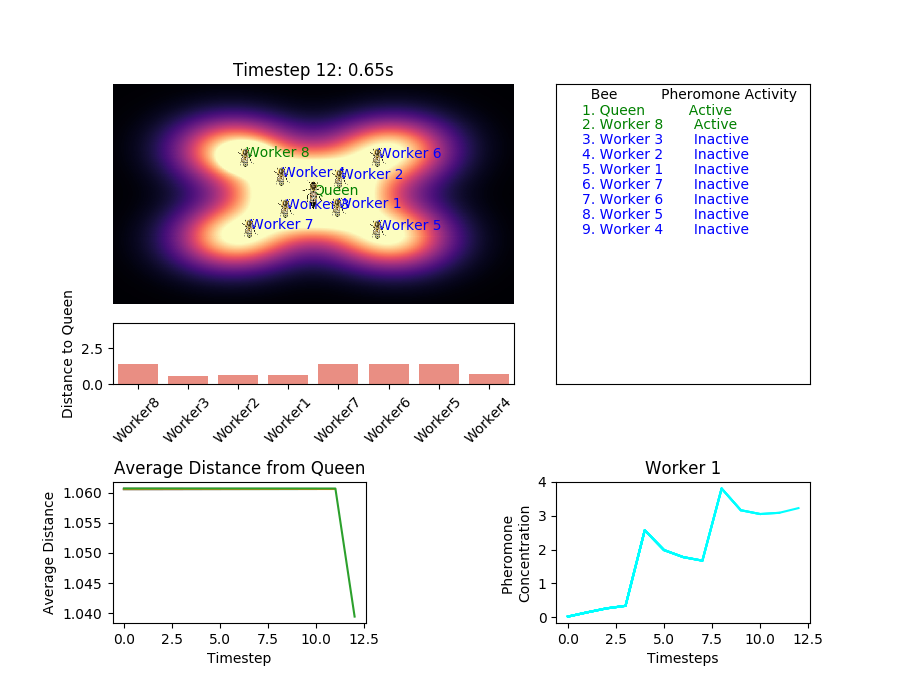 Timestep 12: 0.65s
Worker 8
Worker 6
Worker 4
Worker 2
Queen
Worker 3
Worker 1
Worker 7
Worker 5
Bee Pheromone Activity
1. Queen Active
2. Worker 8 Active
3. Worker 3 Inactive
4. Worker 2 Inactive
5. Worker 1 Inactive
6. Worker 7 Inactive
7. Worker 6 Inactive
8. Worker 5 Inactive
9. Worker 4 Inactive
Distance to Queen
2.5
0.0
Worker8 Worker3 Worker2 Worker1 Worker7 Worker6 Worker5 Worker4
Average Distance from Queen
Average Distance
1.060
1.055
1.050
1.045
1.040
0.0 2.5 5.0 7.5 10.0 12.5
Timestep
Worker 1
Pheromone
Concentration
4
3
2
1
0
0.0 2.5 5.0 7.5 10.0 12.5
Timesteps